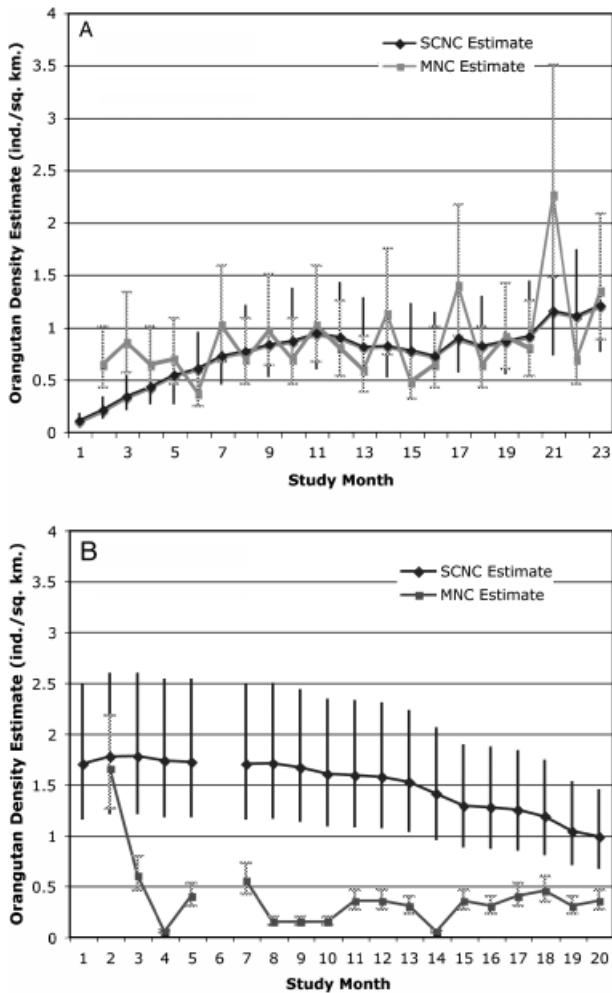 A
SCNC Estimate
MNC Estimate
Orangutan Density Estimate (ind./sq. km.)
4
3.5
3
2.5
2
1.5
1
0.5
0
1 3 5 7 9 11 13 15 17 19 21 23
Study Month
B
SCNC Estimate
MNC Estimate
Orangutan Density Estimate (ind./sq. km.)
4
3.5
3
2.5
2
1.5
1
0.5
0
1 2 3 4 5 6 7 8 9 10 11 12 13 14 15 16 17 18 19 20
Study Month